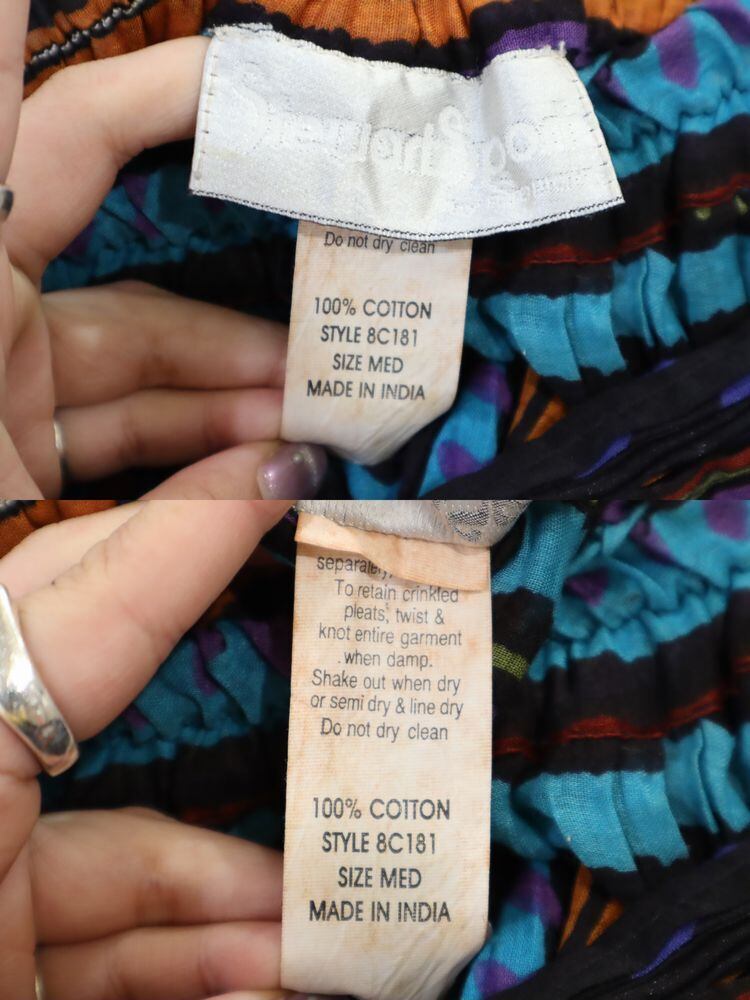 Do not dry clean
100% COTTON
STYLE 8C181
SIZE MED
MADE IN INDIA
separately,
To retain crinkled
pleats, twist &
knot entire garment
when damp.
Shake out when dry
or semi dry & line dry
Do not dry clean
100% COTTON
STYLE 8C181
SIZE MED
MADE IN INDIA